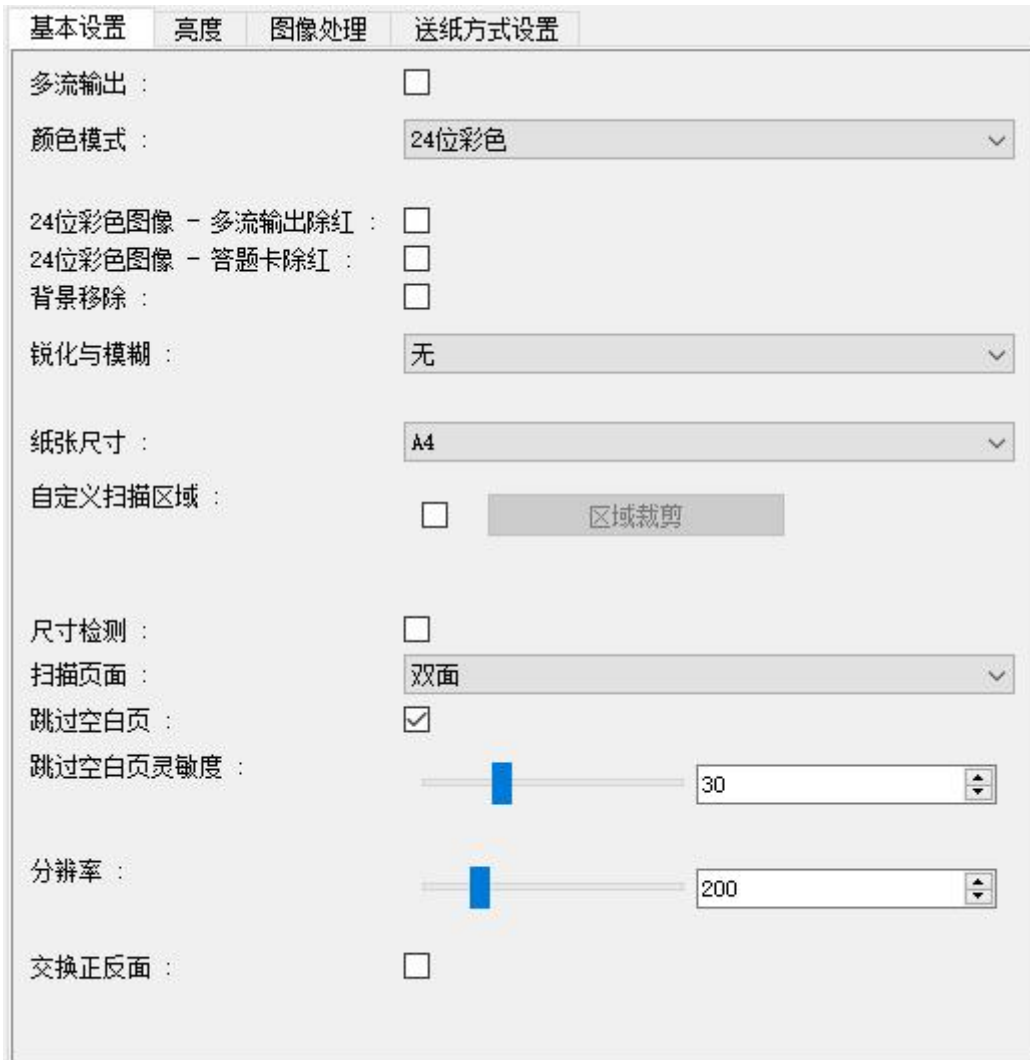 基本设置 亮度 图像处理 送纸方式设置
多流输出 :
颜色模式 : 24位彩色
24位彩色图像 - 多流输出除红 :
24位彩色图像 - 答题卡除红 :
背景移除 :
锐化与模糊 : 无
纸张尺寸 : A4
自定义扫描区域 : 区域裁剪
尺寸检测 :
扫描页面 : 双面
跳过空白页 :
跳过空白页灵敏度 : 30
分辨率 : 200
交换正反面 :